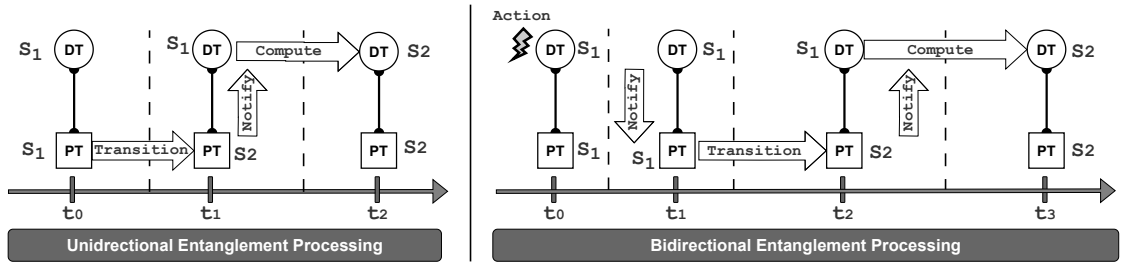 S1 DT S1 DT Compute DT S2
Notify
S1 PT Transition PT S2 PT S2
t0 t1 t2
Unidrectional Entanglement Processing
Action
DT S1 DT S1 DT Compute DT S2
Notify Notify
PT S1 S1 PT Transition PT S2 PT S2
t0 t1 t2 t3
Bidirectional Entanglement Processing